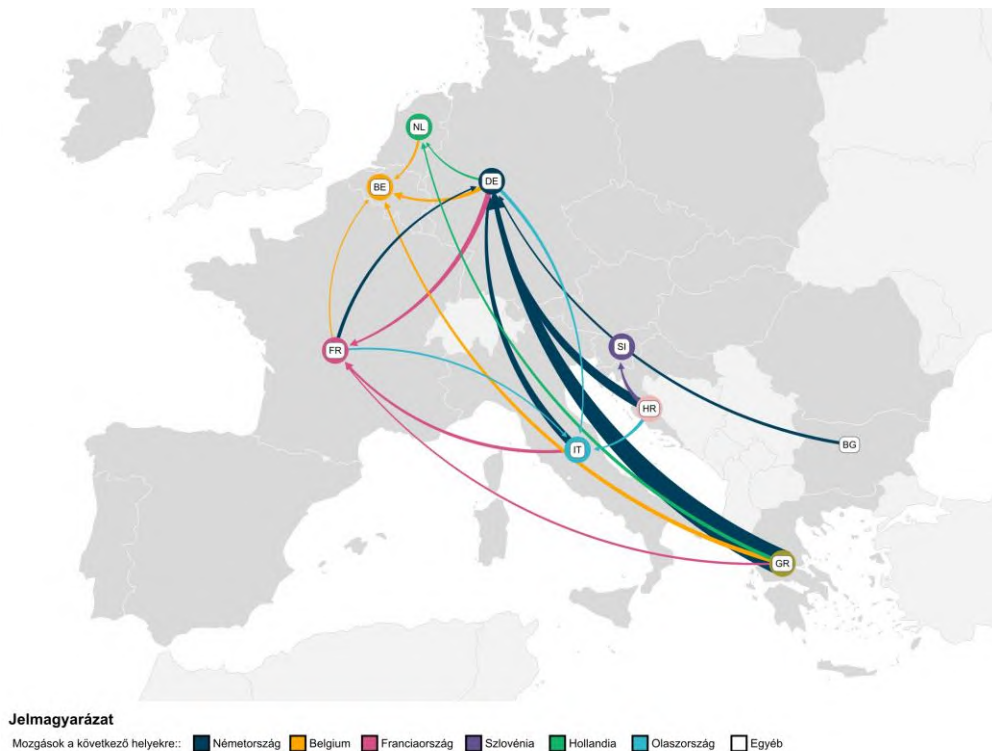 NL
BE
DE
FR
SI
HR
IT
BG
GR
Jelmagyarázat
Mozgások a következő helyekre:: Németország Belgium Franciaország Szlovénia Hollandia Olaszország Egyéb